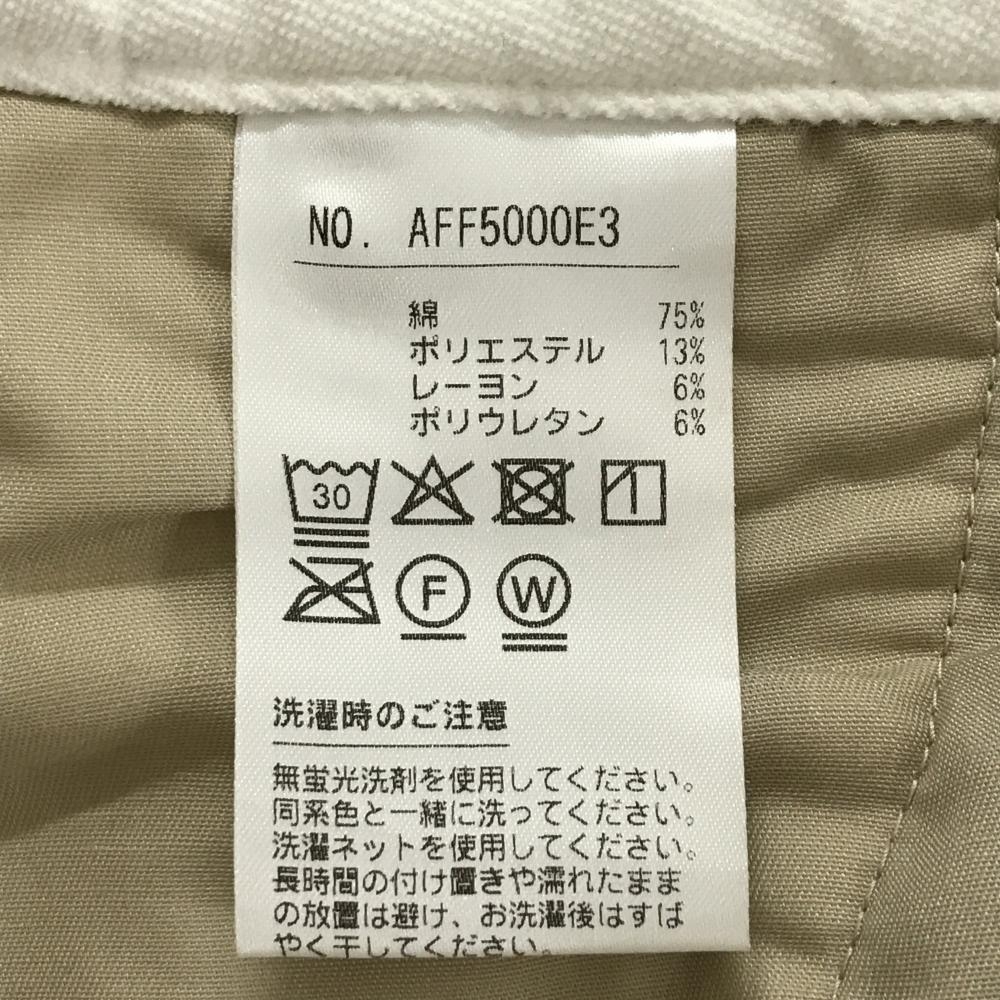 NO. AFF5000E3
綿 75%
ポリエステル 13%
レーヨン 6%
ポリウレタン 6%
30
F W
洗濯時のご注意
無蛍光洗剤を使用してください。
同系色と一緒に洗ってください。
洗濯ネットを使用してください。
長時間の付け置きや濡れたまま
の放置は避け、お洗濯後はすば
やく干してください。